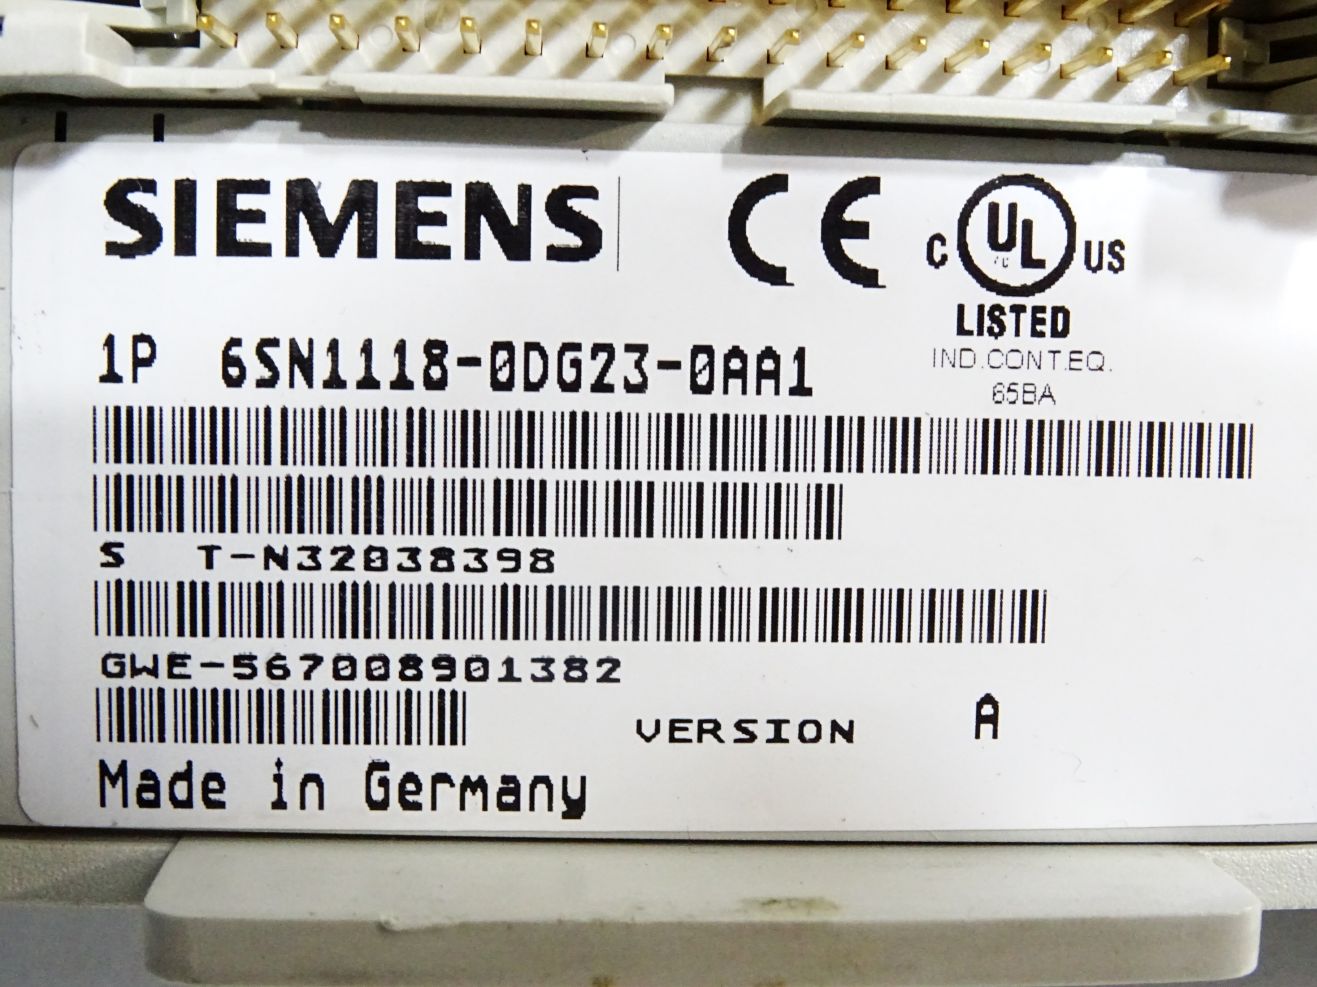 SIEMENS CE
C UL US
LISTED
IND.CONT.EQ.
65BA
1P 6SN1118-0DG23-0AA1
S T-N32038398
GWE-567008901382
VERSION A
Made in Germany